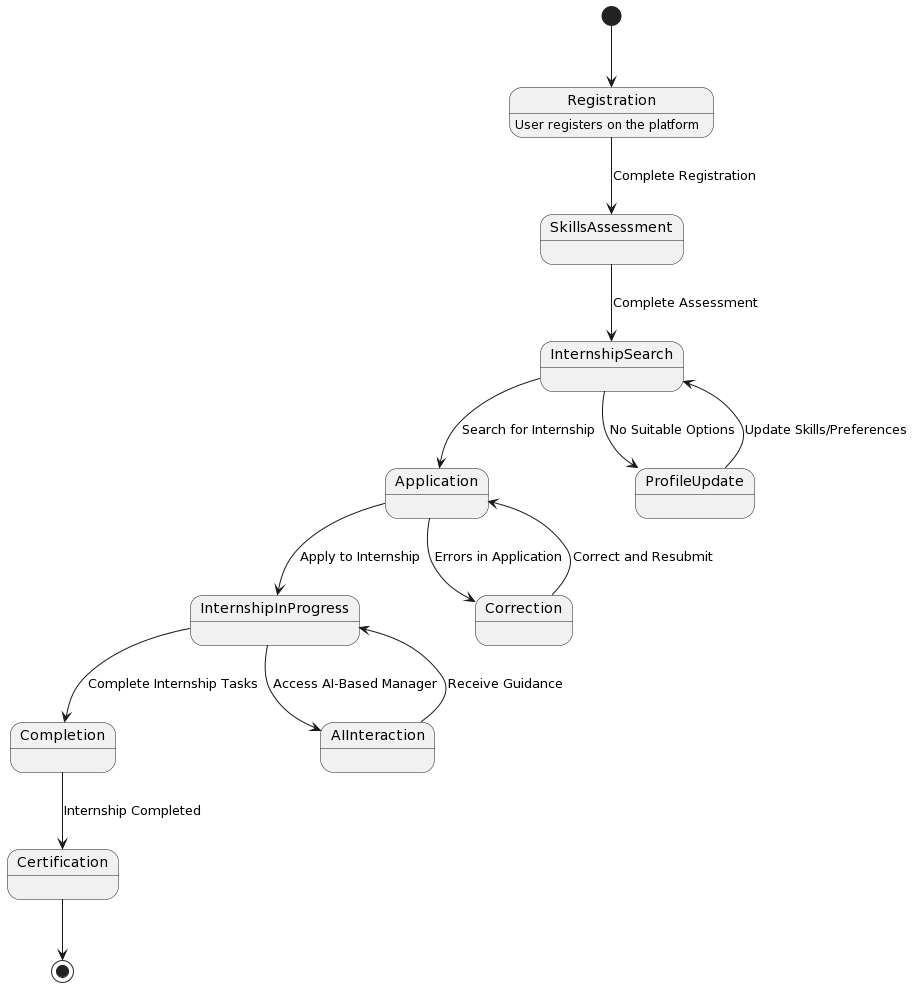 Registration
User registers on the platform
Complete Registration
SkillsAssessment
Complete Assessment
InternshipSearch
Search for Internship
No Suitable Options
Update Skills/Preferences
Application
ProfileUpdate
Apply to Internship
Errors in Application
Correct and Resubmit
InternshipInProgress
Correction
Complete Internship Tasks
Access AI-Based Manager
Receive Guidance
Completion
AIInteraction
Internship Completed
Certification